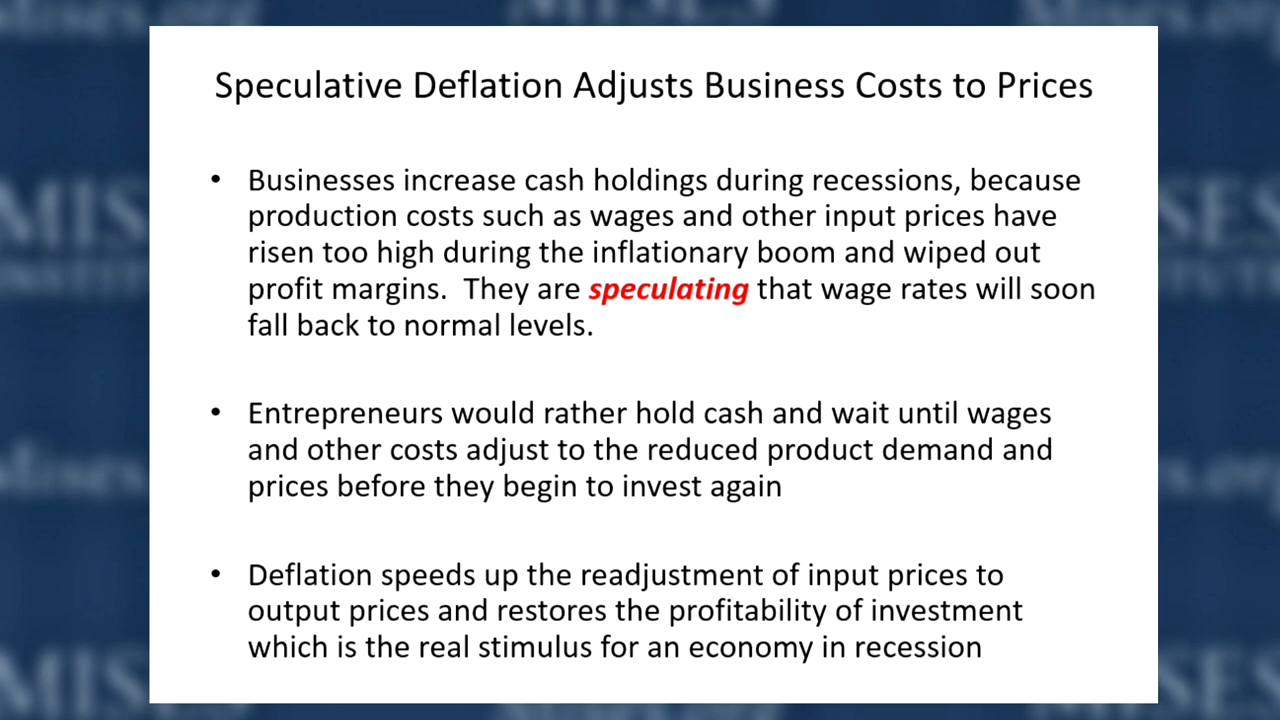 Speculative Deflation Adjusts Business Costs to Prices
• Businesses increase cash holdings during recessions, because
production costs such as wages and other input prices have
risen too high during the inflationary boom and wiped out
profit margins.  They are speculating that wage rates will soon
fall back to normal levels.
• Entrepreneurs would rather hold cash and wait until wages
and other costs adjust to the reduced product demand and
prices before they begin to invest again
• Deflation speeds up the readjustment of input prices to
output prices and restores the profitability of investment
which is the real stimulus for an economy in recession